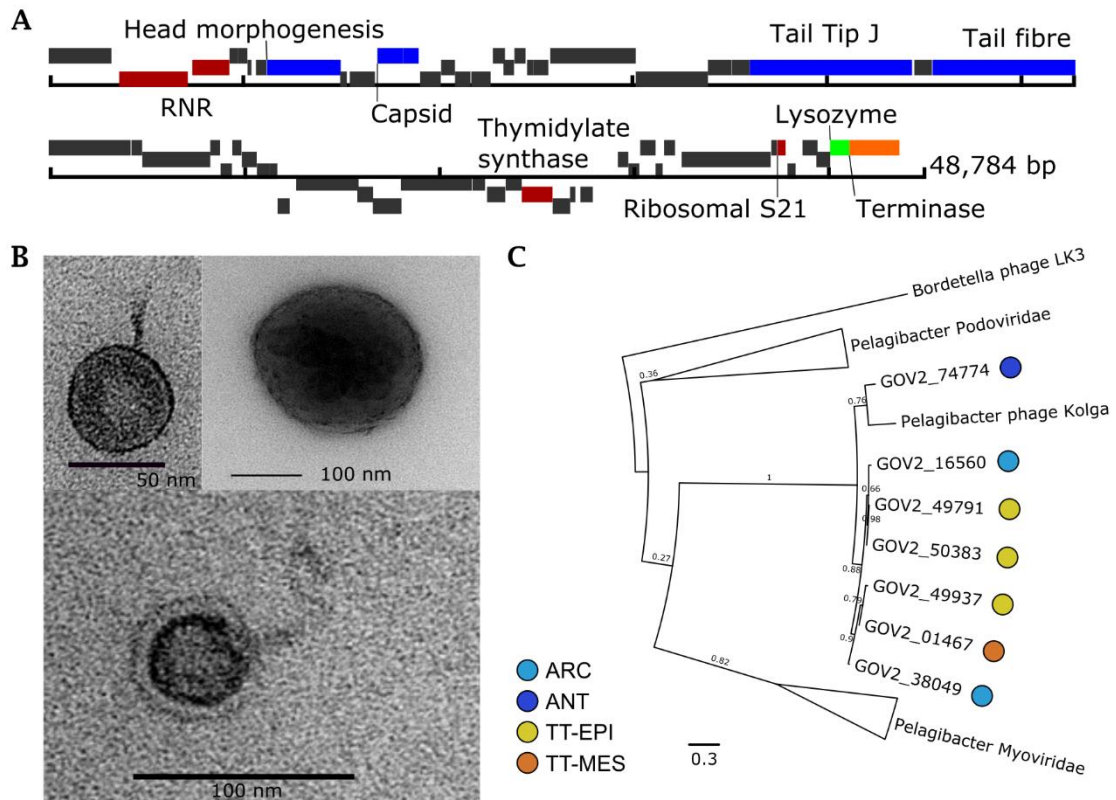 A
Head morphogenesis
Tail Tip J
Tail fibre
RNR
Capsid
Thymidylate
synthase
Lysozyme
48,784 bp
Ribosomal S21
Terminase
B
50 nm
100 nm
100 nm
C
Bordetella phage LK3
0.36
Pelagibacter Podoviridae
GOV2_74774
0.76
Pelagibacter phage Kolga
GOV2_16560
1
0.66
GOV2_49791
0.98
GOV2_50383
0.27
0.88
GOV2_49937
0.79
GOV2_01467
0.9
GOV2_38049
0.82
Pelagibacter Myoviridae
ARC
ANT
TT-EPI
TT-MES
0.3